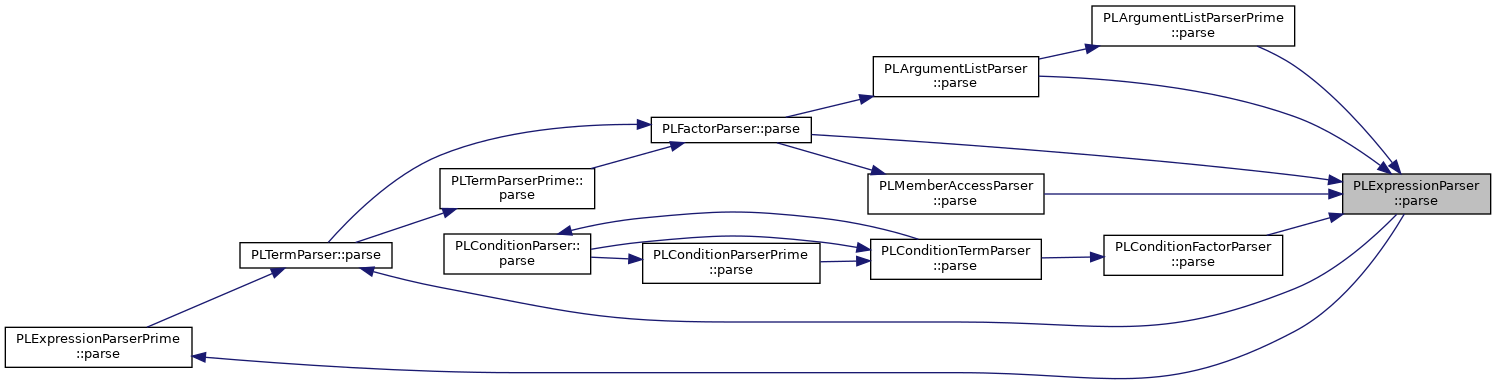 PLArgumentListParserPrime
::parse
PLArgumentListParser
::parse
PLFactorParser::parse
PLTermParserPrime::
parse
PLMemberAccessParser
::parse
PLExpressionParser
::parse
PLConditionParser::
parse
PLConditionParserPrime
::parse
PLConditionTermParser
::parse
PLConditionFactorParser
::parse
PLTermParser::parse
PLExpressionParserPrime
::parse